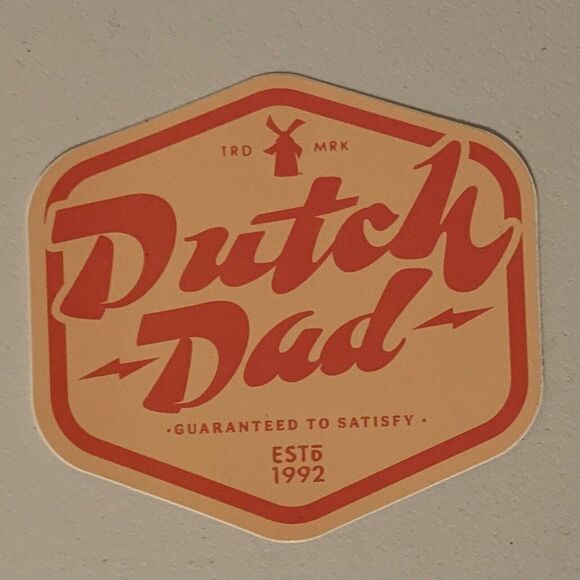 TRD MRK
Dutch
Dad
·GUARANTEED TO SATISFY·
ESTD
1992